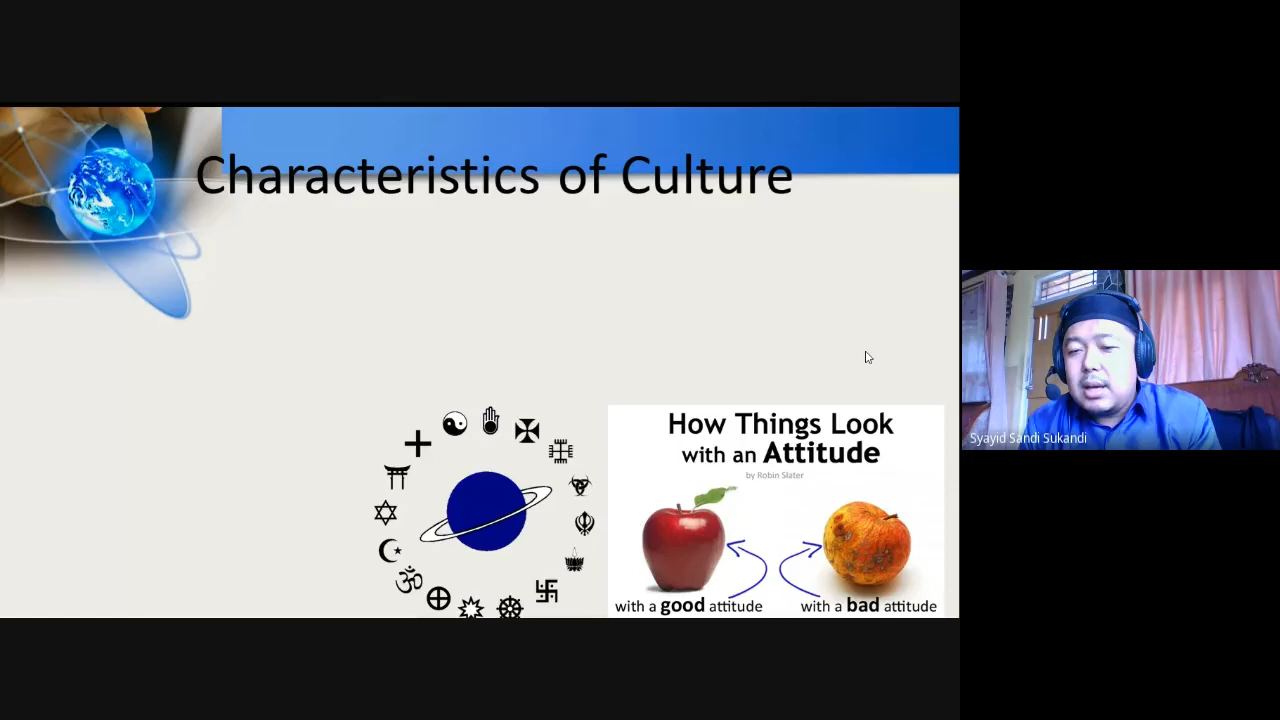 Characteristics of Culture
How Things Look
with an Attitude
by Robin Slater
with a good attitude
with a bad attitude
Syayid Sandi Sukandi